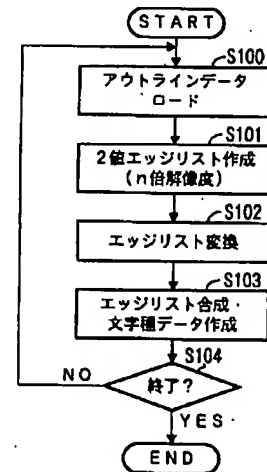 START
S100
アウトラインデータ
ロード
S101
2値エッジリスト作成
(n倍解像度)
S102
エッジリスト変換
S103
エッジリスト合成・
文字種データ作成
S104
終了?
NO
YES
END